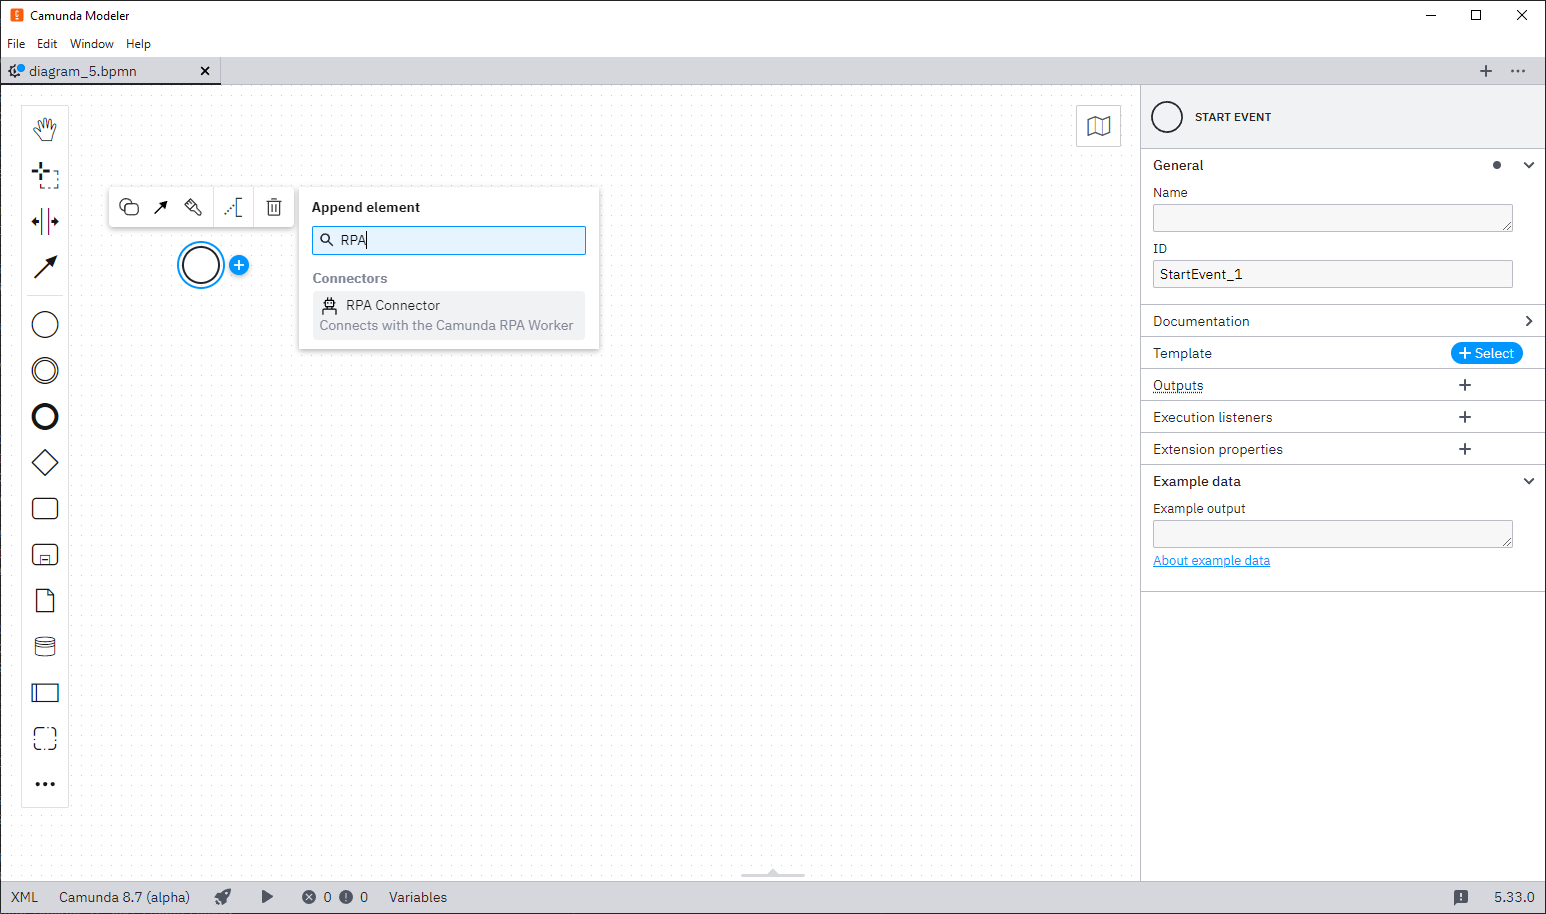 Camunda Modeler
File Edit Window Help
diagram_5.bpmn
START EVENT
General
Name
ID
StartEvent_1
Documentation
Template
Select
Outputs
Execution listeners
Extension properties
Example data
Example output
About example data
Append element
RPA
Connectors
RPA Connector
Connects with the Camunda RPA Worker
XML Camunda 8.7 (alpha) 0 0 Variables 5.33.0